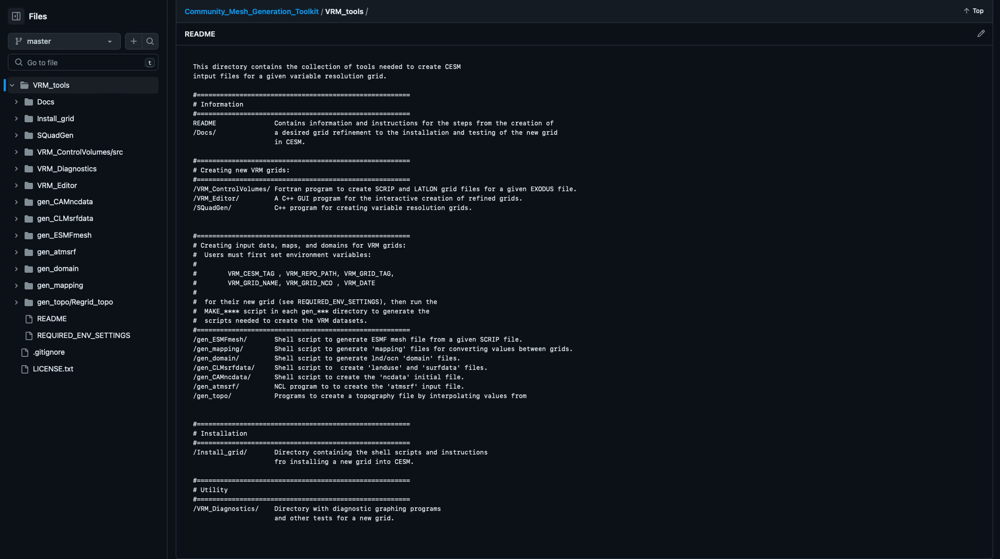 Files
master
Go to file
t
VRM_tools
Docs
Install_grid
SQuadGen
VRM_ControlVolumes/src
VRM_Diagnostics
VRM_Editor
gen_CAMncdata
gen_CLMsrfdata
gen_ESMFmesh
gen_atmsrf
gen_domain
gen_mapping
gen_topo/Regrid_topo
README
REQUIRED_ENV_SETTINGS
.gitignore
LICENSE.txt
Community_Mesh_Generation_Toolkit / VRM_tools /
Top
README
This directory contains the collection of tools needed to create CESM
intput files for a given variable resolution grid.
#=======================================================
# Information
#=======================================================
README               Contains information and instructions for the steps from the creation of
/Docs/               a desired grid refinement to the installation and testing of the new grid
                     in CESM.
#=======================================================
# Creating new VRM grids:
#=======================================================
/VRM_ControlVolumes/ Fortran program to create SCRIP and LATLON grid files for a given EXODUS file.
/VRM_Editor/         A C++ GUI program for the interactive creation of refined grids.
/SQuadGen/           C++ program for creating variable resolution grids.
#=======================================================
# Creating input data, maps, and domains for VRM grids:
#  Users must first set environment variables:
#
#        VRM_CESM_TAG , VRM_REPO_PATH, VRM_GRID_TAG,
#        VRM_GRID_NAME, VRM_GRID_NCO , VRM_DATE
#
#  for their new grid (see REQUIRED_ENV_SETTINGS), then run the
#  MAKE_**** script in each gen_*** directory to generate the
#  scripts needed to create the VRM datasets.
#=======================================================
/gen_ESMFmesh/       Shell script to generate ESMF mesh file from a given SCRIP file.
/gen_mapping/        Shell script to generate 'mapping' files for converting values between grids.
/gen_domain/         Shell script to generate lnd/ocn 'domain' files.
/gen_CLMsrfdata/     Shell script to  create 'landuse' and 'surfdata' files.
/gen_CAMncdata/      Shell script to create the 'ncdata' initial file.
/gen_atmsrf/         NCL program to to create the 'atmsrf' input file.
/gen_topo/           Programs to create a topography file by interpolating values from
#=======================================================
# Installation
#=======================================================
/Install_grid/       Directory containing the shell scripts and instructions
                     fro installing a new grid into CESM.
#=======================================================
# Utility
#=======================================================
/VRM_Diagnostics/    Directory with diagnostic graphing programs
                     and other tests for a new grid.